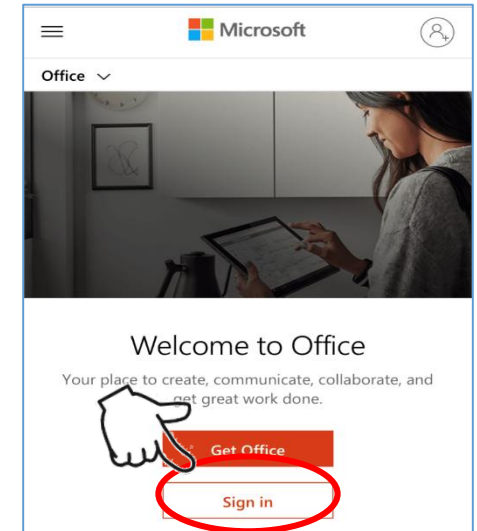 Microsoft
Office
Welcome to Office
Your place to create, communicate, collaborate, and
get great work done.
Get Office
Sign in